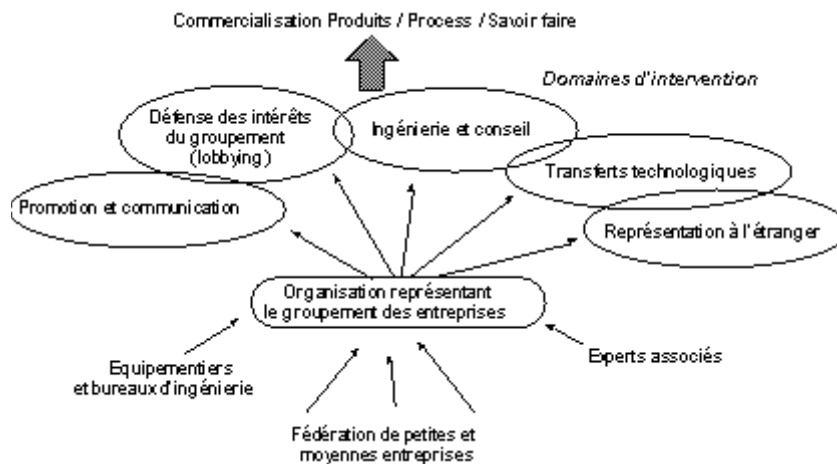 Commercialisation Produits / Process / Savoir faire
Domaines d'intervention
Défense des intérêts
du groupement
(lobbying)
Ingénierie et conseil
Transferts technologiques
Promotion et communication
Représentation à l'étranger
Organisation représentant
le groupement des entreprises
Equipementiers
et bureaux d'ingénierie
Experts associés
Fédération de petites et
moyennes entreprises